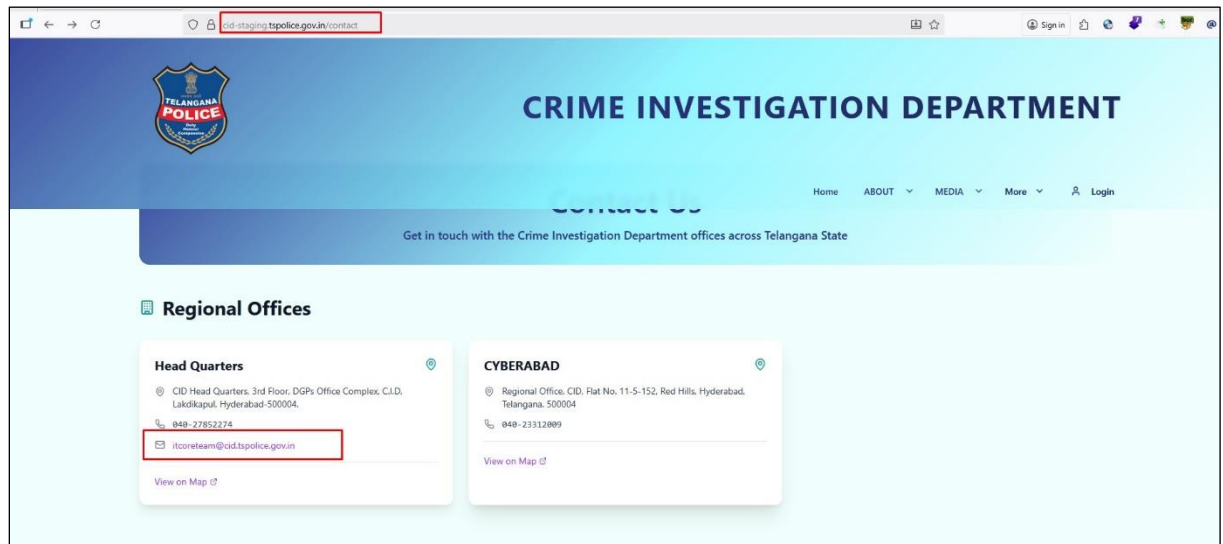 cid-staging.tspolice.gov.in/contact
Sign in
TELANGANA
POLICE
CRIME INVESTIGATION DEPARTMENT
Home ABOUT MEDIA More Login
Contact Us
Get in touch with the Crime Investigation Department offices across Telangana State
Regional Offices
Head Quarters
CID Head Quarters, 3rd Floor, DGPs Office Complex, C.I.D,
Lakdikapul, Hyderabad-500004.
040-27852274
itcoreteam@cid.tspolice.gov.in
View on Map
CYBERABAD
Regional Office, CID, Flat No. 11-5-152, Red Hills, Hyderabad,
Telangana. 500004
040-23312009
View on Map